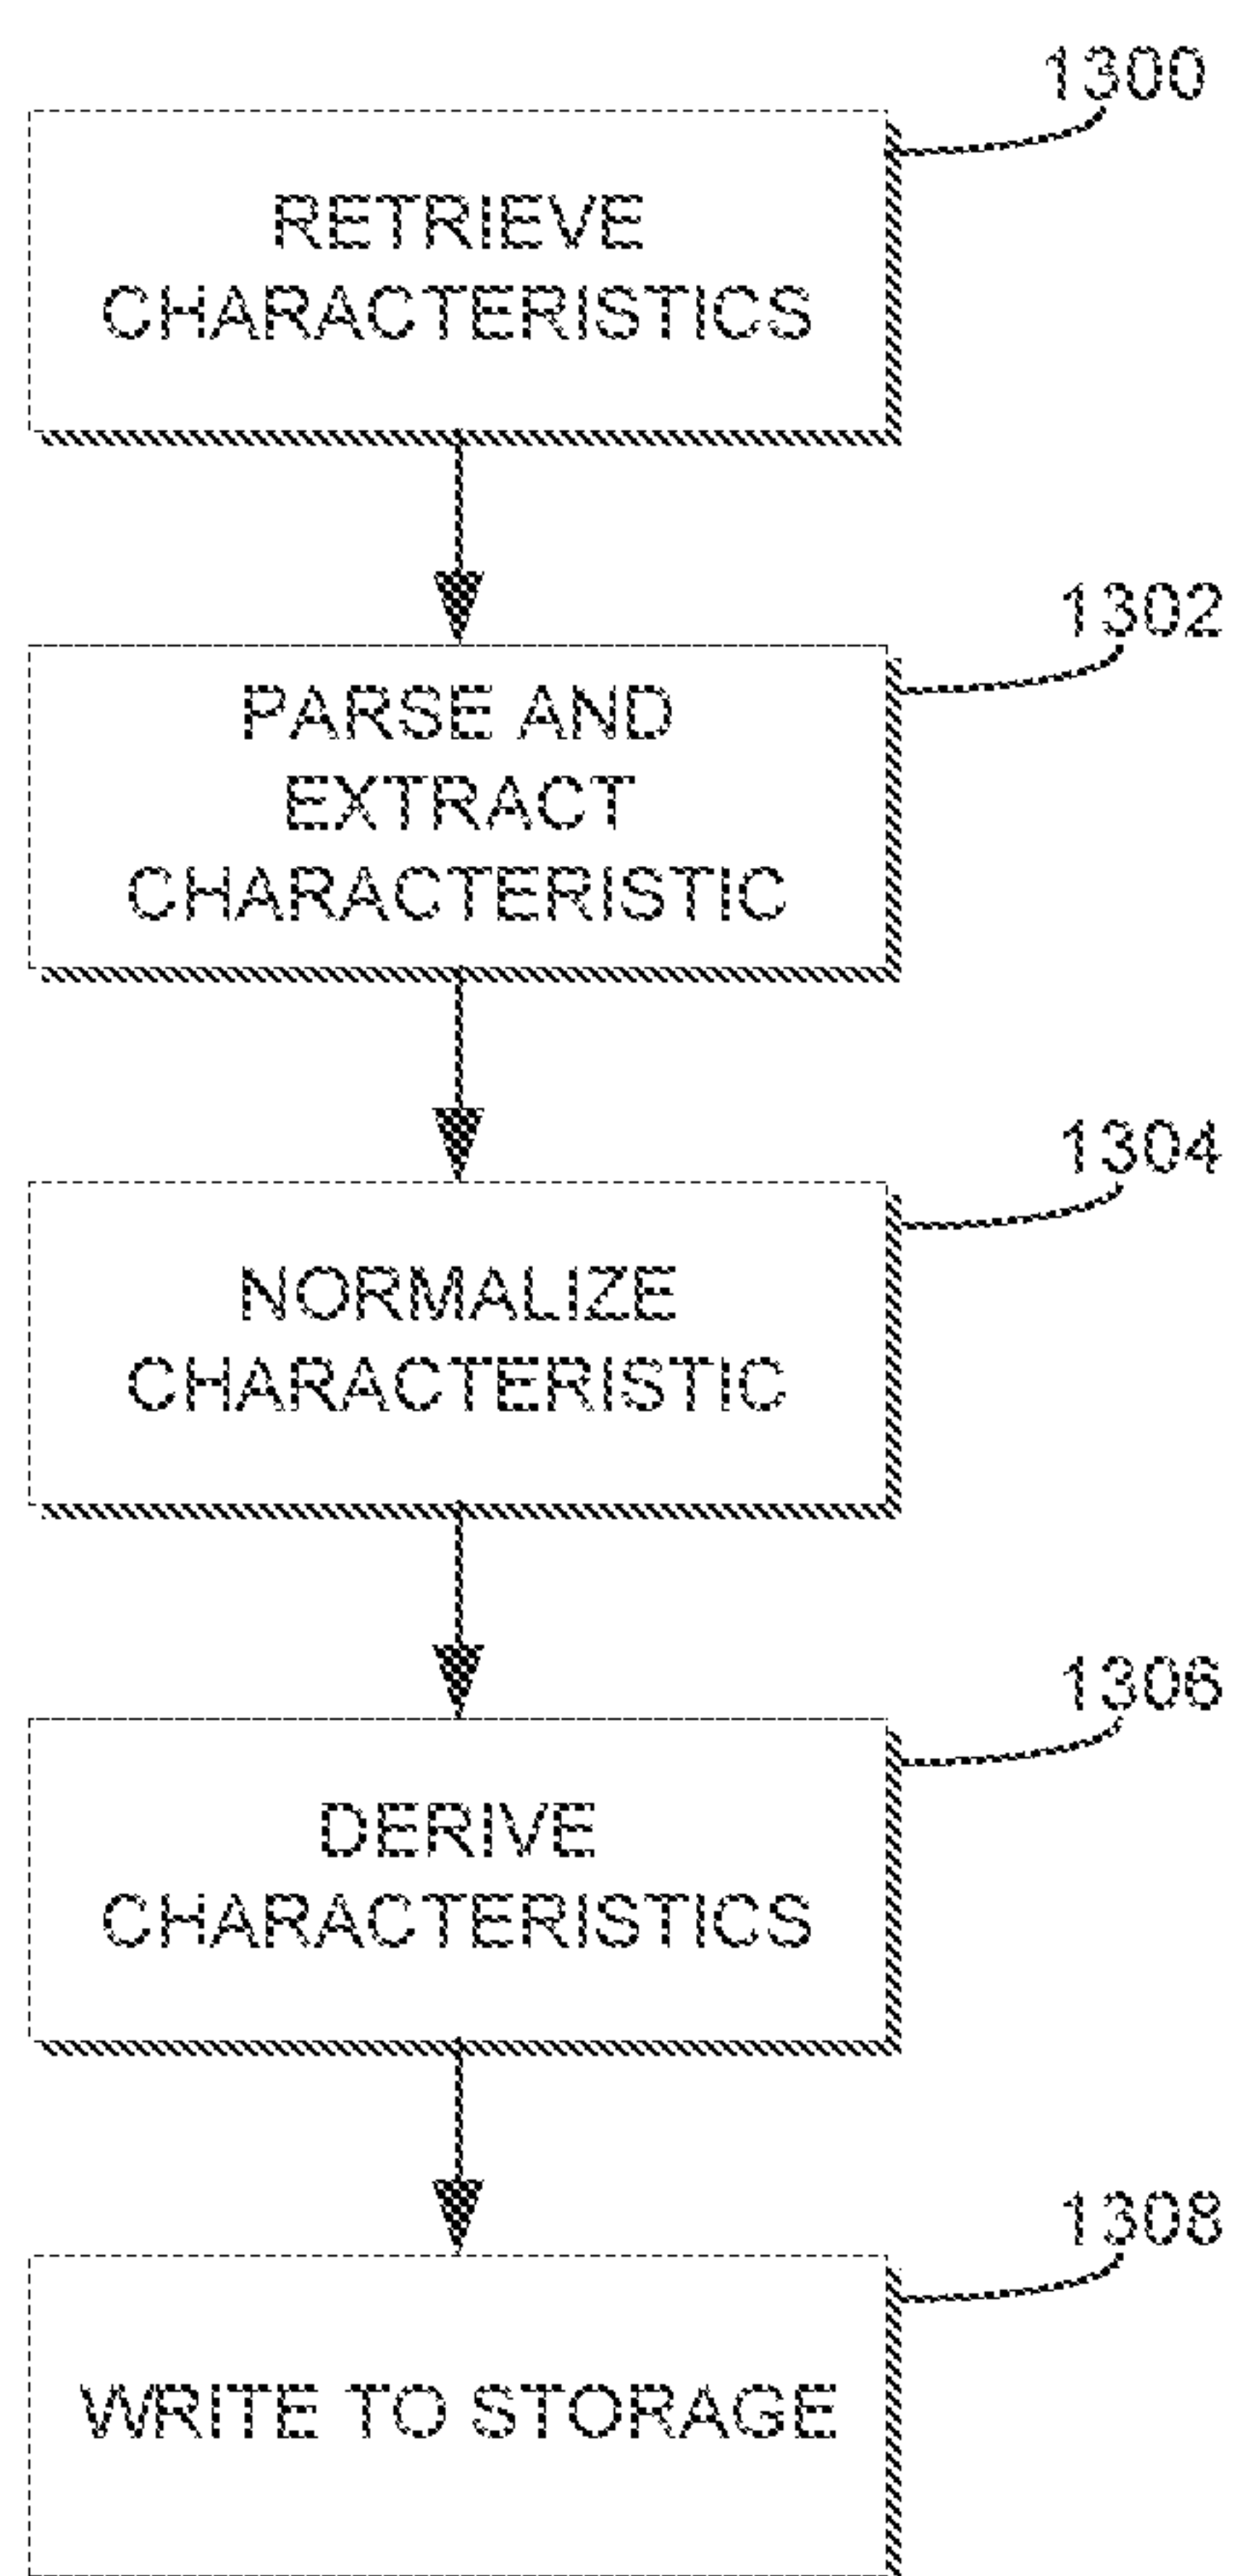 1300
RETRIEVE
CHARACTERISTICS
1302
PARSE AND
EXTRACT
CHARACTERISTIC
1304
NORMALIZE
CHARACTERISTIC
1306
DERIVE
CHARACTERISTICS
1308
WRITE TO STORAGE